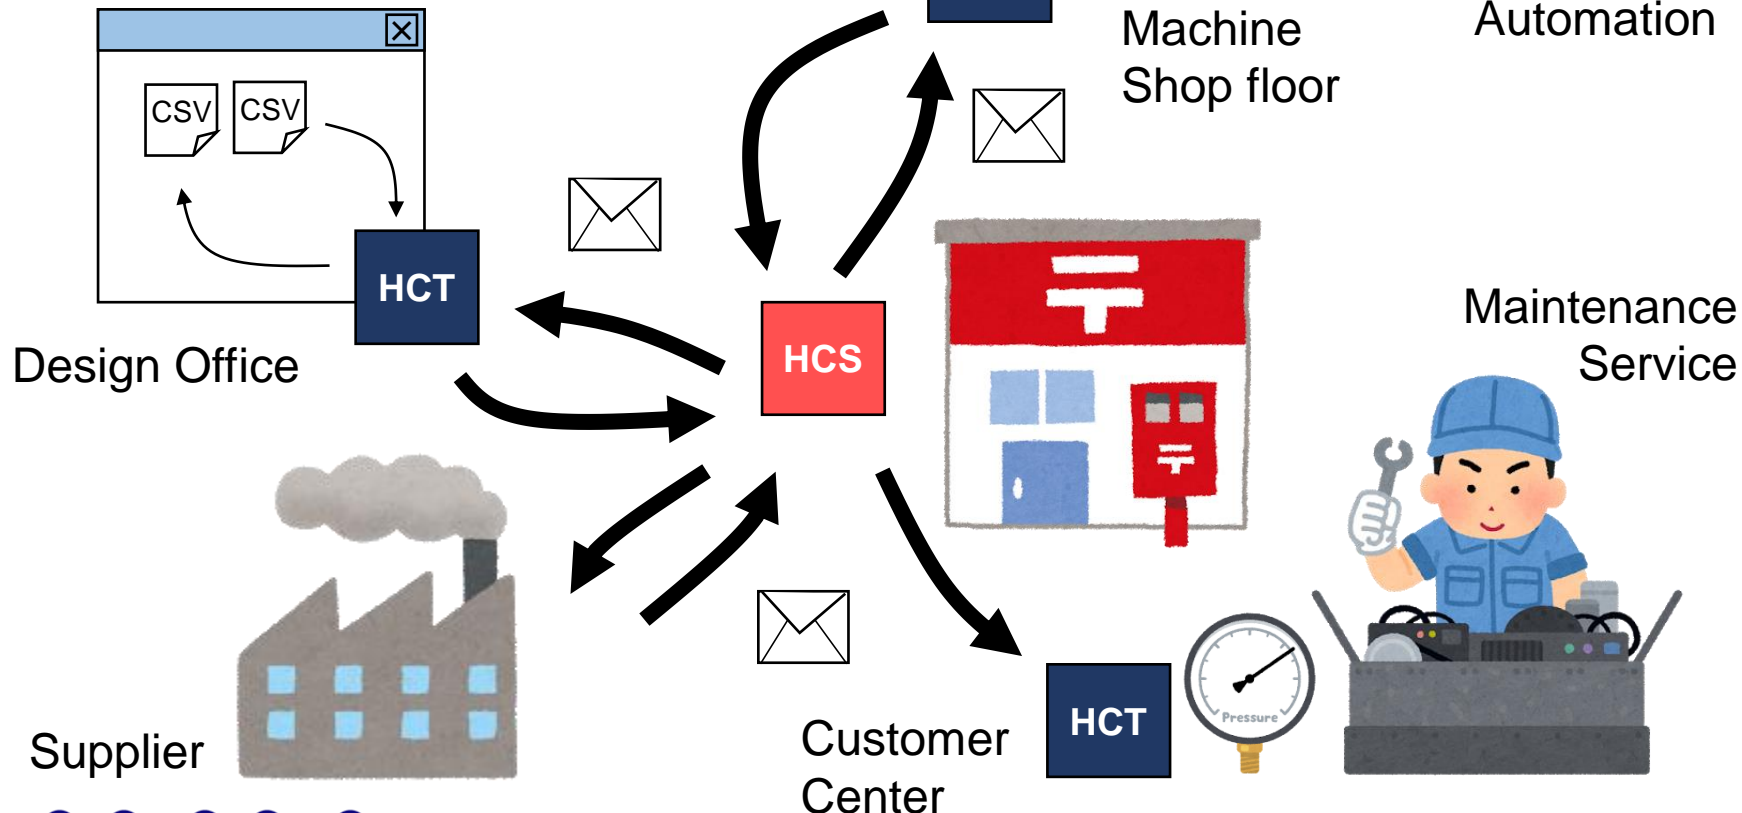 Automation
Machine
Shop floor
CSV
CSV
HCT
Design Office
HCS
〒
〒
Maintenance
Service
Supplier
Customer
Center
HCT
Pressure